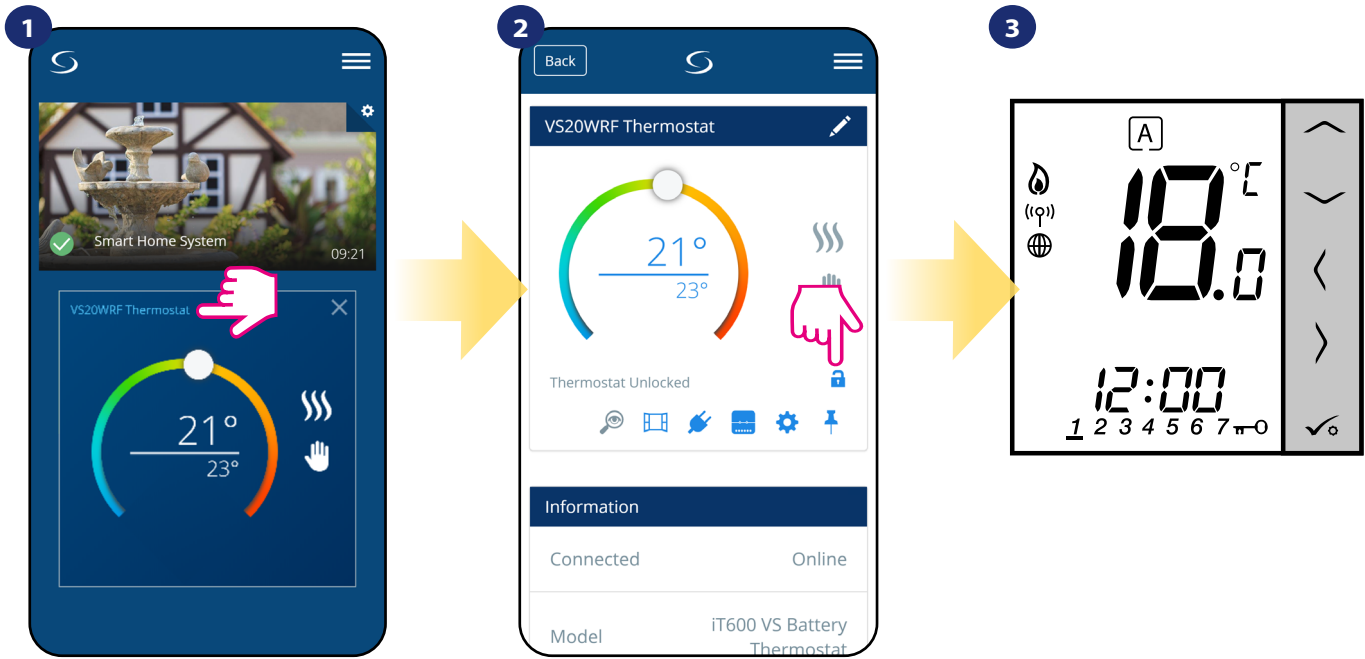 1
Smart Home System
09:21
VS20WRF Thermostat
21°
23°
2
Back
VS20WRF Thermostat
21°
23°
Thermostat Unlocked
Information
Connected Online
Model iT600 VS Battery
Thermostat
3
A
18.0 °C
12:00
1 2 3 4 5 6 7